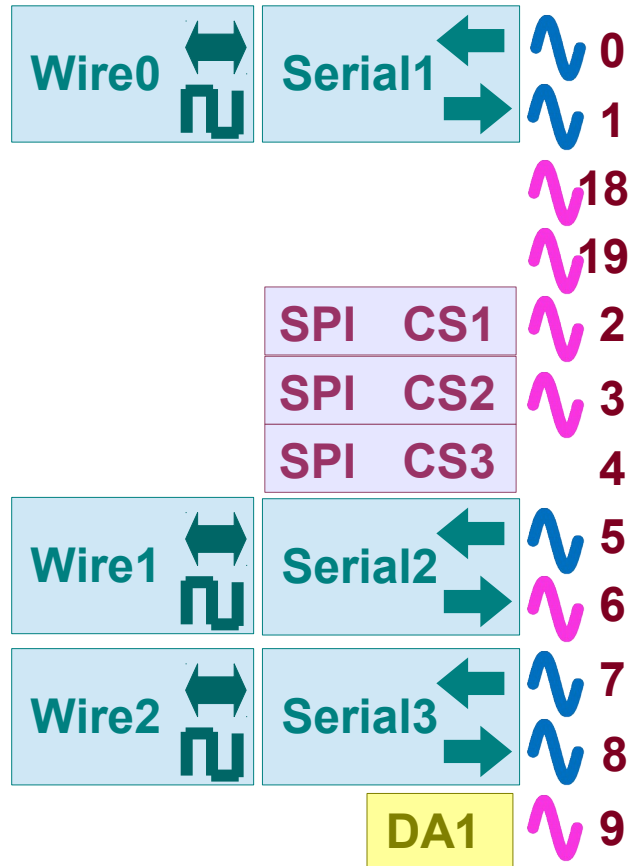 Wire0 Serial1 0
1
18
19
SPI CS1 2
SPI CS2 3
SPI CS3 4
Wire1 Serial2 5
6
Wire2 Serial3 7
8
DA1 9